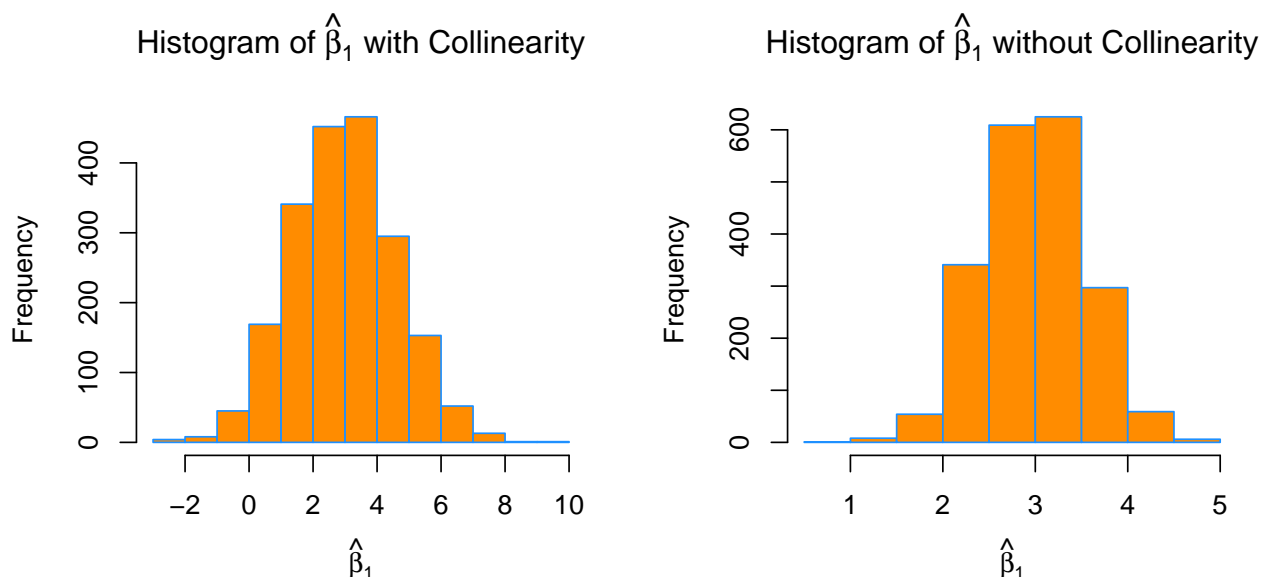 Histogram of β̂₁ with Collinearity
Frequency
0 100 200 300 400
−2 0 2 4 6 8 10
β̂₁
Histogram of β̂₁ without Collinearity
Frequency
0 200 400 600
1 2 3 4 5
β̂₁